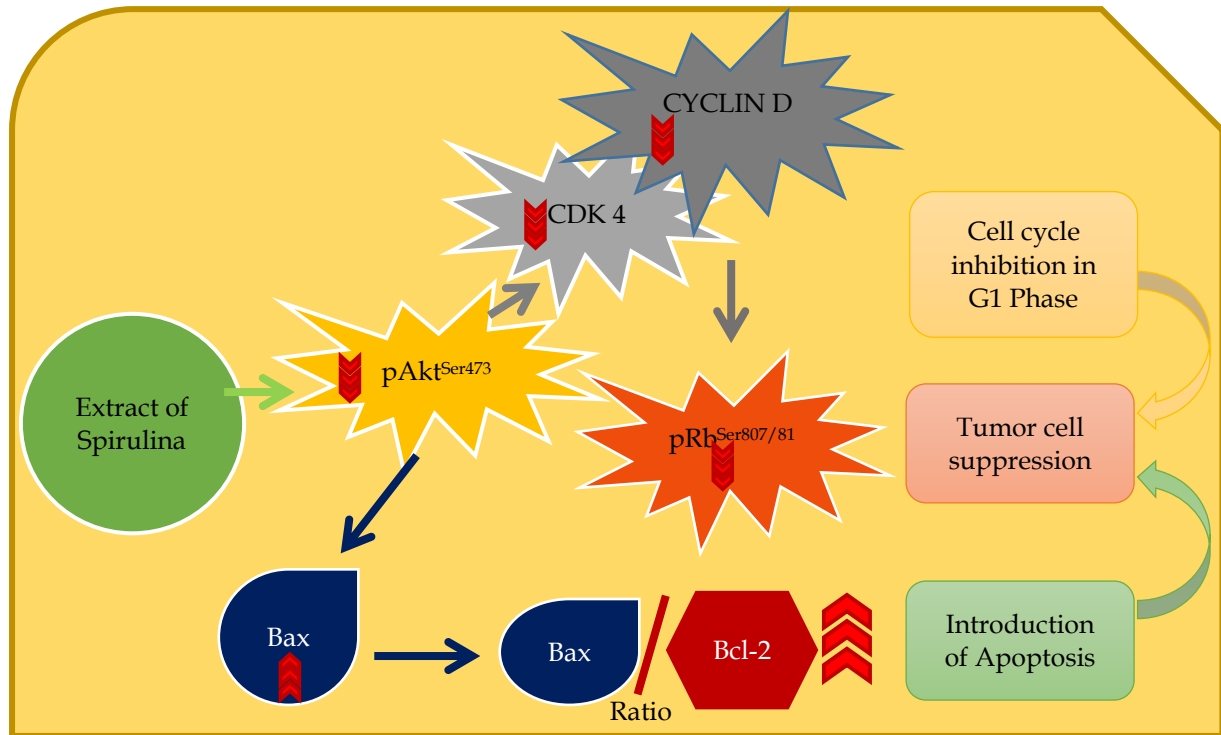 CYCLIN D
CDK 4
Cell cycle
inhibition in
G1 Phase
pAktSer473
Extract of
Spirulina
pRbSer807/81
Tumor cell
suppression
Bax
Bax
Bcl-2
Ratio
Introduction
of Apoptosis